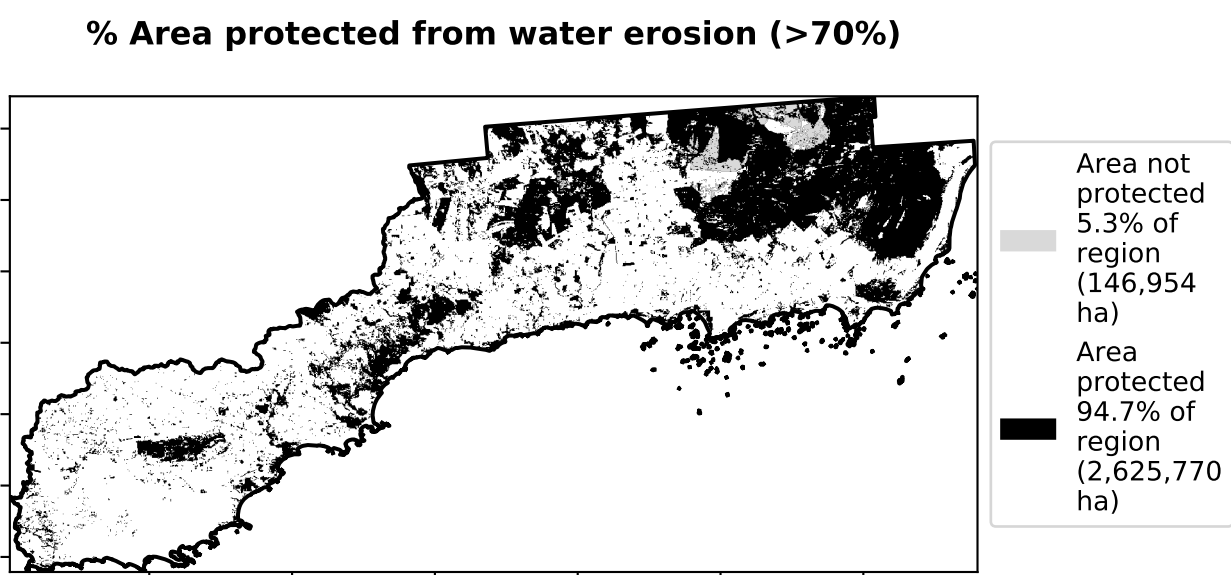 % Area protected from water erosion (>70%)
Area not
protected
5.3% of
region
(146,954
ha)
Area
protected
94.7% of
region
(2,625,770
ha)